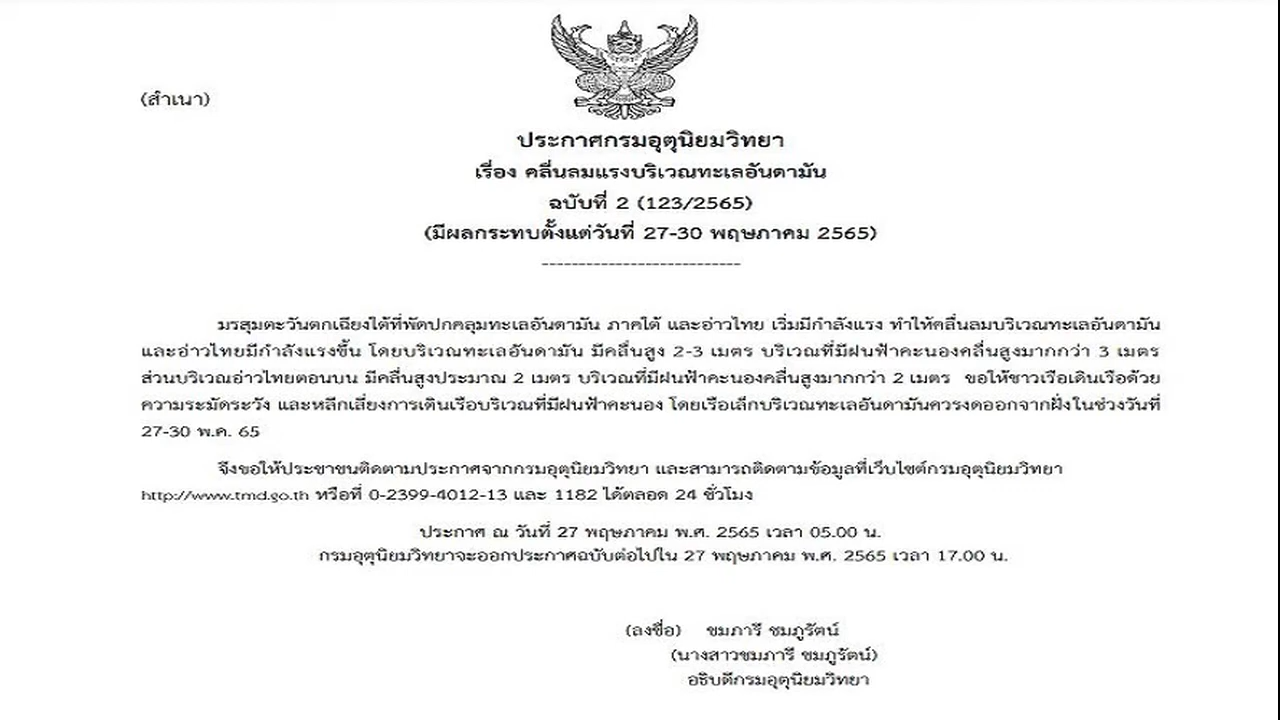 (สำเนา)
ประกาศกรมอุตุนิยมวิทยา
เรื่อง คลื่นลมแรงบริเวณทะเลอันดามัน
ฉบับที่ 2 (123/2565)
(มีผลกระทบตั้งแต่วันที่ 27-30 พฤษภาคม 2565)
---------------------------
มรสุมตะวันตกเฉียงใต้ที่พัดปกคลุมทะเลอันดามัน ภาคใต้ และอ่าวไทย เริ่มมีกำลังแรง ทำให้คลื่นลมบริเวณทะเลอันดามัน
และอ่าวไทยมีกำลังแรงขึ้น โดยบริเวณทะเลอันดามัน มีคลื่นสูง 2-3 เมตร บริเวณที่มีฝนฟ้าคะนองคลื่นสูงมากกว่า 3 เมตร
ส่วนบริเวณอ่าวไทยตอนบน มีคลื่นสูงประมาณ 2 เมตร บริเวณที่มีฝนฟ้าคะนองคลื่นสูงมากกว่า 2 เมตร ขอให้ชาวเรือเดินเรือด้วย
ความระมัดระวัง และหลีกเลี่ยงการเดินเรือบริเวณที่มีฝนฟ้าคะนอง โดยเรือเล็กบริเวณทะเลอันดามันควรงดออกจากฝั่งในช่วงวันที่
27-30 พ.ค. 65
จึงขอให้ประชาชนติดตามประกาศจากกรมอุตุนิยมวิทยา และสามารถติดตามข้อมูลที่เว็บไซต์กรมอุตุนิยมวิทยา
http://www.tmd.go.th หรือที่ 0-2399-4012-13 และ 1182 ได้ตลอด 24 ชั่วโมง
ประกาศ ณ วันที่ 27 พฤษภาคม พ.ศ. 2565 เวลา 05.00 น.
กรมอุตุนิยมวิทยาจะออกประกาศฉบับต่อไปใน 27 พฤษภาคม พ.ศ. 2565 เวลา 17.00 น.
(ลงชื่อ) ชมภารี ชมภูรัตน์
(นางสาวชมภารี ชมภูรัตน์)
อธิบดีกรมอุตุนิยมวิทยา